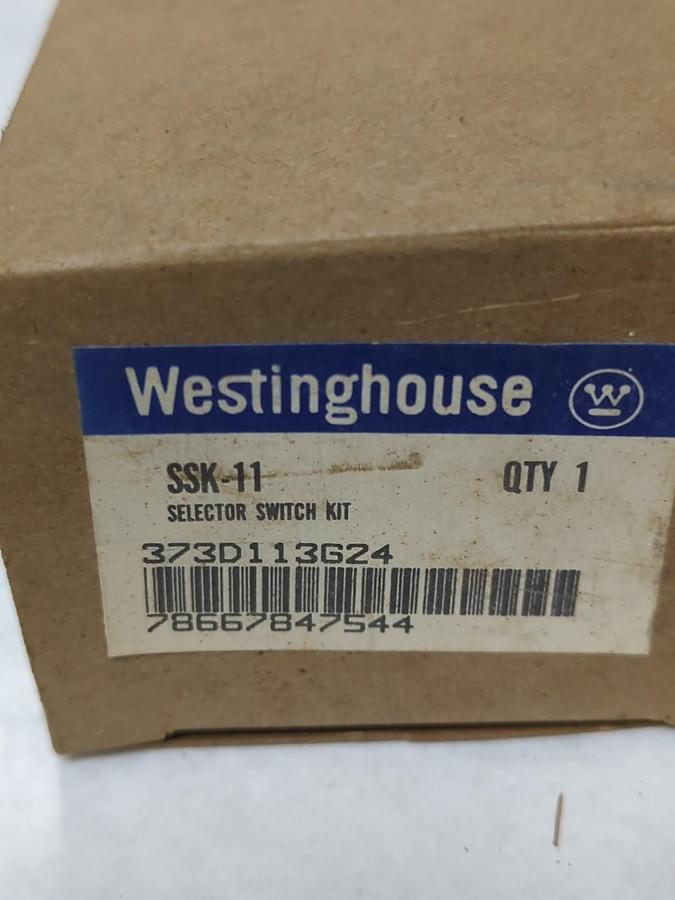 Westinghouse W
SSK-11 QTY 1
SELECTOR SWITCH KIT
373D113G24
78667847544